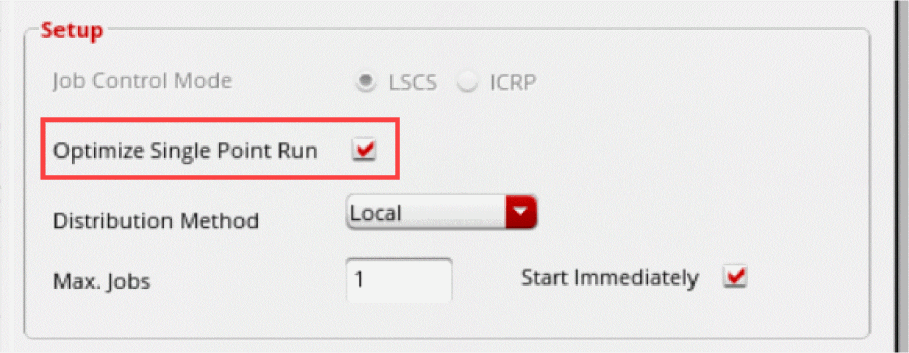 Setup
Job Control Mode LSCS ICRP
Optimize Single Point Run
Distribution Method Local
Max. Jobs 1 Start Immediately